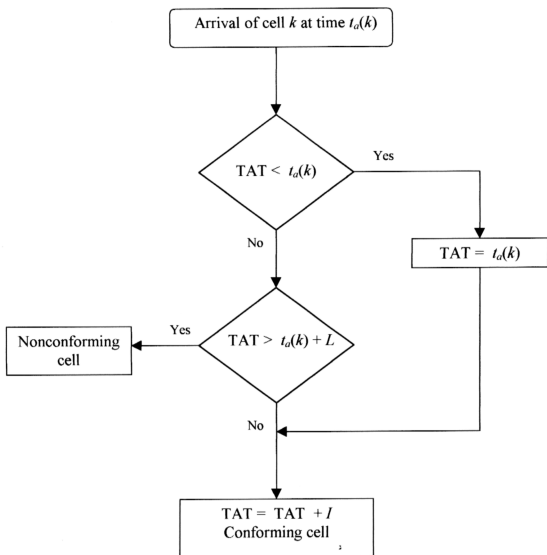 Arrival of cell k at time tₐ(k)
TAT < tₐ(k)
Yes
No
TAT = tₐ(k)
TAT > tₐ(k) + L
Yes
Nonconforming
cell
No
TAT = TAT + I
Conforming cell